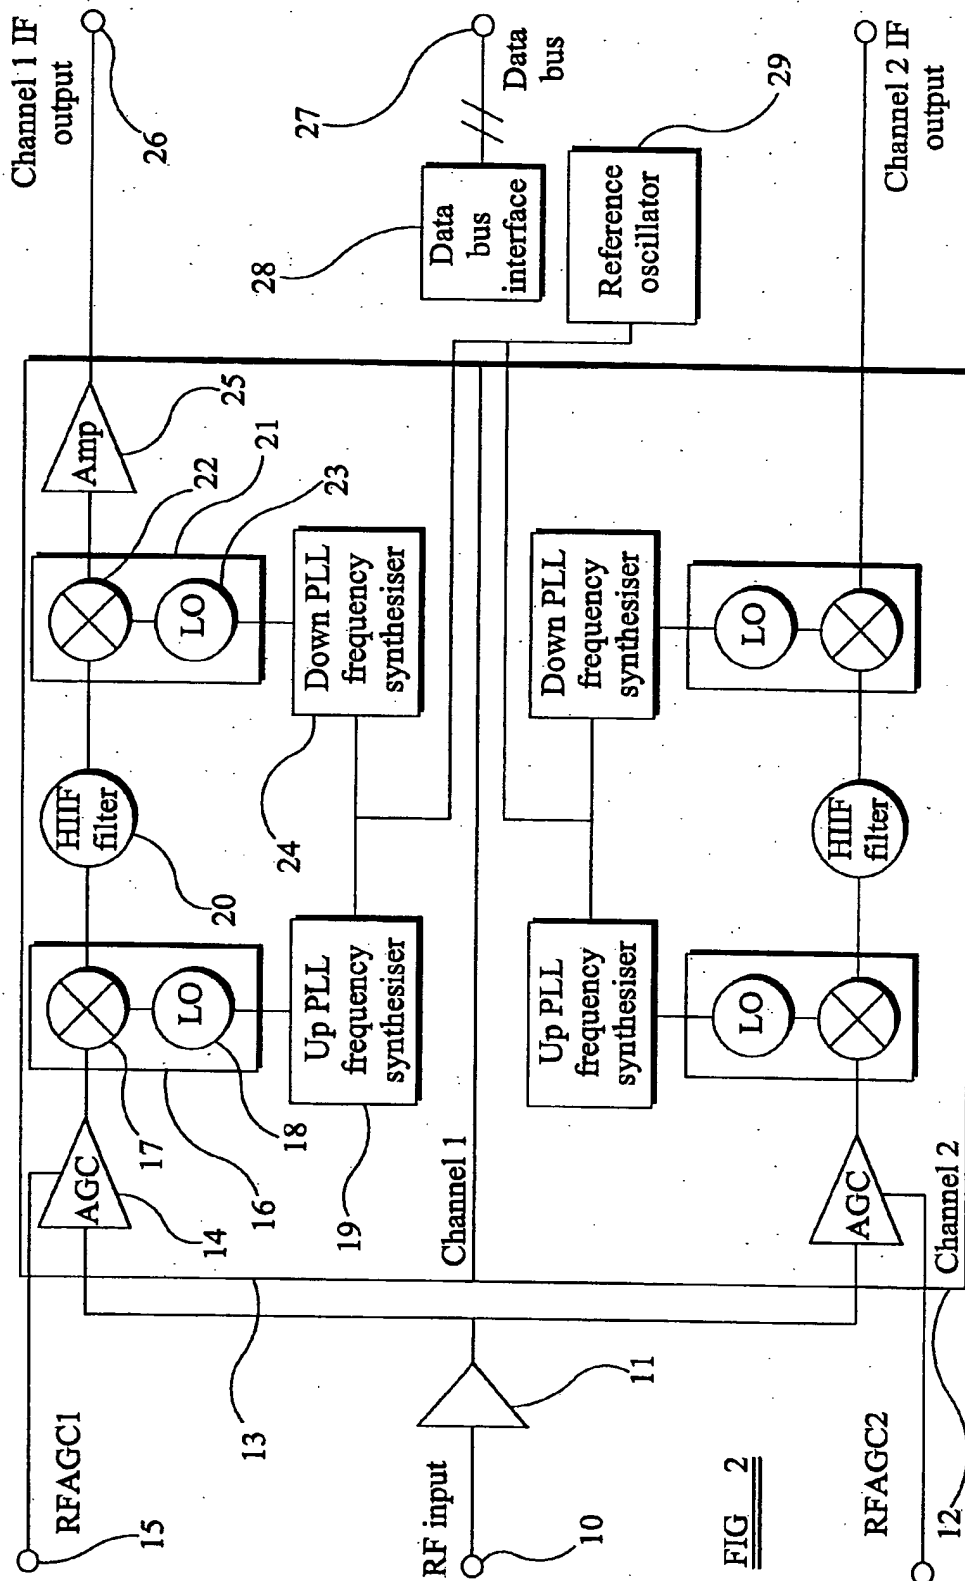 Channel 1 IF
output
26
27
Data
bus
28
Data
bus
interface
29
Reference
oscillator
Channel 2 IF
output
RFAGC1
15
13
AGC
14
17
16
18
LO
Up PLL
frequency
synthesiser
19
HIIF
filter
20
22
21
23
LO
Down PLL
frequency
synthesiser
24
Amp
25
Channel 1
RF input
10
11
Up PLL
frequency
synthesiser
LO
Down PLL
frequency
synthesiser
LO
HIIF
filter
AGC
Channel 2
RFAGC2
12
FIG 2